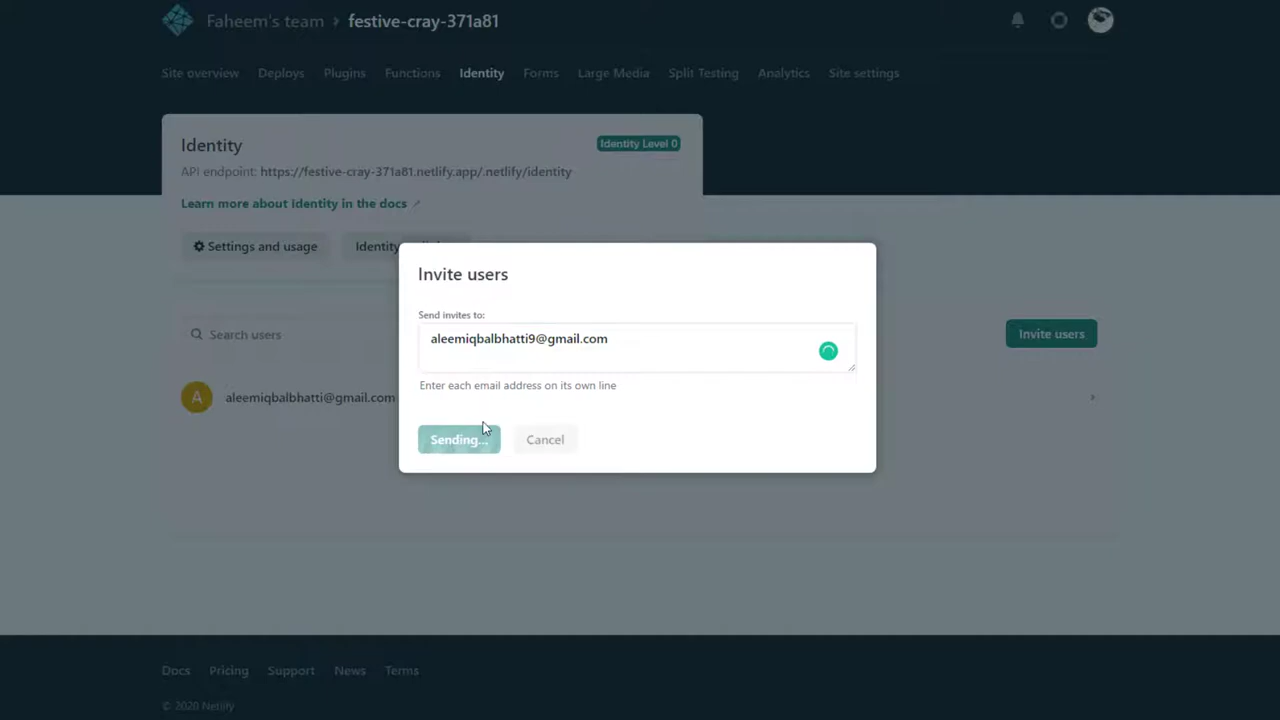 Faheem's team › festive-cray-371a81
Site overview Deploys Plugins Functions Identity Forms Large Media Split Testing Analytics Site settings
Identity
Identity Level 0
API endpoint: https://festive-cray-371a81.netlify.app/.netlify/identity
Learn more about Identity in the docs
Settings and usage
Identity
Search users
Invite users
A
aleemiqbalbhatti@gmail.com
Invite users
Send invites to:
aleemiqbalbhatti9@gmail.com
Enter each email address on its own line
Sending...
Cancel
Docs Pricing Support News Terms
© 2020 Netlify